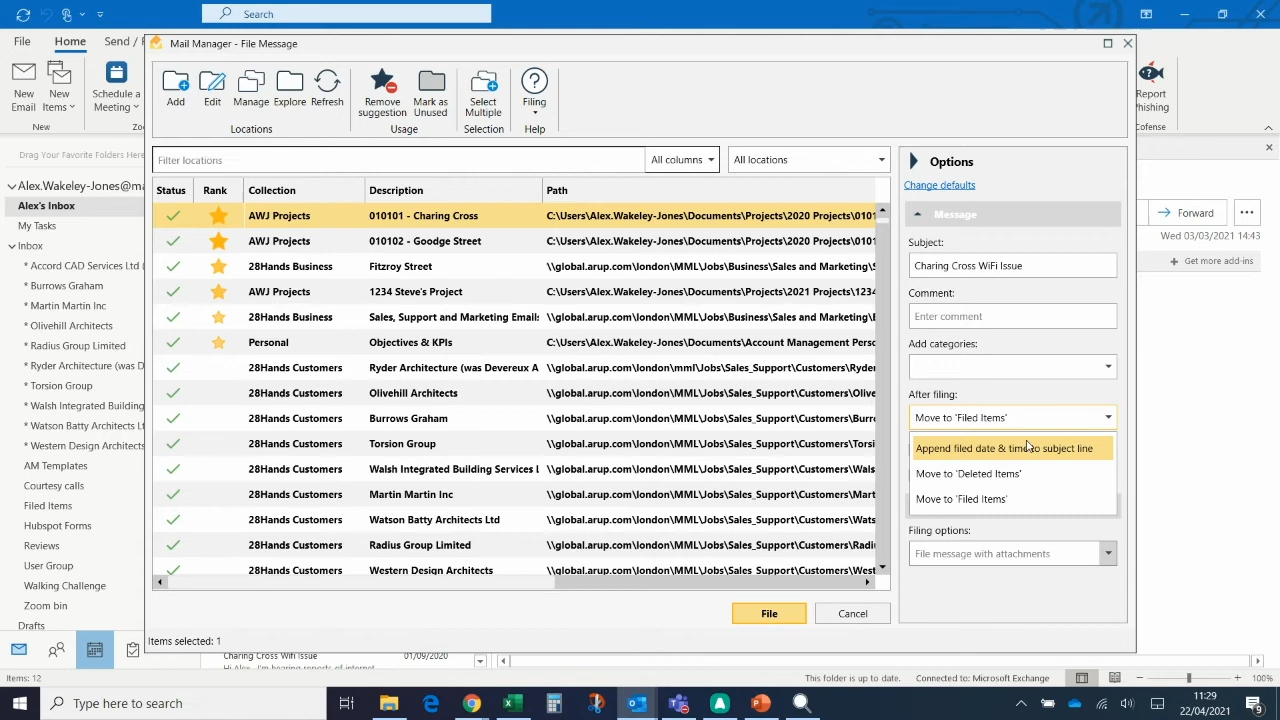 Search
File
Home
Send /
Mail Manager - File Message
New Email
New Items
Schedule a Meeting
New
Report Phishing
Cofense
Add
Edit
Manage
Explore
Refresh
Remove suggestion
Mark as Unused
Select Multiple
Filing
Locations
Usage
Selection
Help
Drag Your Favorite Folders Here
Alex.Wakeley-Jones@m
Alex's Inbox
My Tasks
Inbox
* Accord CAD Services Ltd
* Burrows Graham
* Martin Martin Inc
* Olivehill Architects
* Radius Group Limited
* Ryder Architecture (was
* Torsion Group
* Walsh Integrated Building
* Watson Batty Architects L
* Western Design Architects
AM Templates
Courtesy calls
Filed Items
Hubspot Forms
Reviews
User Group
Walking Challenge
Zoom bin
Drafts
Filter locations
All columns
All locations
Status Rank Collection Description Path
AWJ Projects 010101 - Charing Cross C:\Users\Alex.Wakeley-Jones\Documents\Projects\2020 Projects\0101
AWJ Projects 010102 - Goodge Street C:\Users\Alex.Wakeley-Jones\Documents\Projects\2020 Projects\0101
28Hands Business Fitzroy Street \\global.arup.com\london\MML\Jobs\Business\Sales and Marketing\S
AWJ Projects 1234 Steve's Project C:\Users\Alex.Wakeley-Jones\Documents\Projects\2021 Projects\1234
28Hands Business Sales, Support and Marketing Emails \\global.arup.com\london\MML\Jobs\Business\Sales and Marketing\E
Personal Objectives & KPIs C:\Users\Alex.Wakeley-Jones\Documents\Account Management Perso
28Hands Customers Ryder Architecture (was Devereux A \\global.arup.com\london\mml\Jobs\Sales_Support\Customers\Ryde
28Hands Customers Olivehill Architects \\global.arup.com\london\MML\Jobs\Sales_Support\Customers\Olive
28Hands Customers Burrows Graham \\global.arup.com\london\MML\Jobs\Sales_Support\Customers\Burro
28Hands Customers Torsion Group \\global.arup.com\london\MML\Jobs\Sales_Support\Customers\Torsi
28Hands Customers Walsh Integrated Building Services L \\global.arup.com\london\MML\Jobs\Sales_Support\Customers\Wals
28Hands Customers Martin Martin Inc \\global.arup.com\london\MML\Jobs\Sales_Support\Customers\Mart
28Hands Customers Watson Batty Architects Ltd \\global.arup.com\london\MML\Jobs\Sales_Support\Customers\Wats
28Hands Customers Radius Group Limited \\global.arup.com\london\MML\Jobs\Sales_Support\Customers\Radiu
28Hands Customers Western Design Architects \\global.arup.com\london\MML\Jobs\Sales_Support\Customers\West
File
Cancel
Items selected: 1
Options
Change defaults
Message
Subject:
Charing Cross WiFi Issue
Comment:
Enter comment
Add categories:
After filing:
Move to 'Filed Items'
Append filed date & time to subject line
Move to 'Deleted Items'
Move to 'Filed Items'
Filing options:
File message with attachments
Forward
Wed 03/03/2021 14:43
Get more add-ins
Charing Cross Wifi Issue 01/09/2020
Hi Alex - I'm hearing reports of internet
Items: 12
This folder is up to date.
Connected to: Microsoft Exchange
100%
Type here to search
11:29
22/04/2021